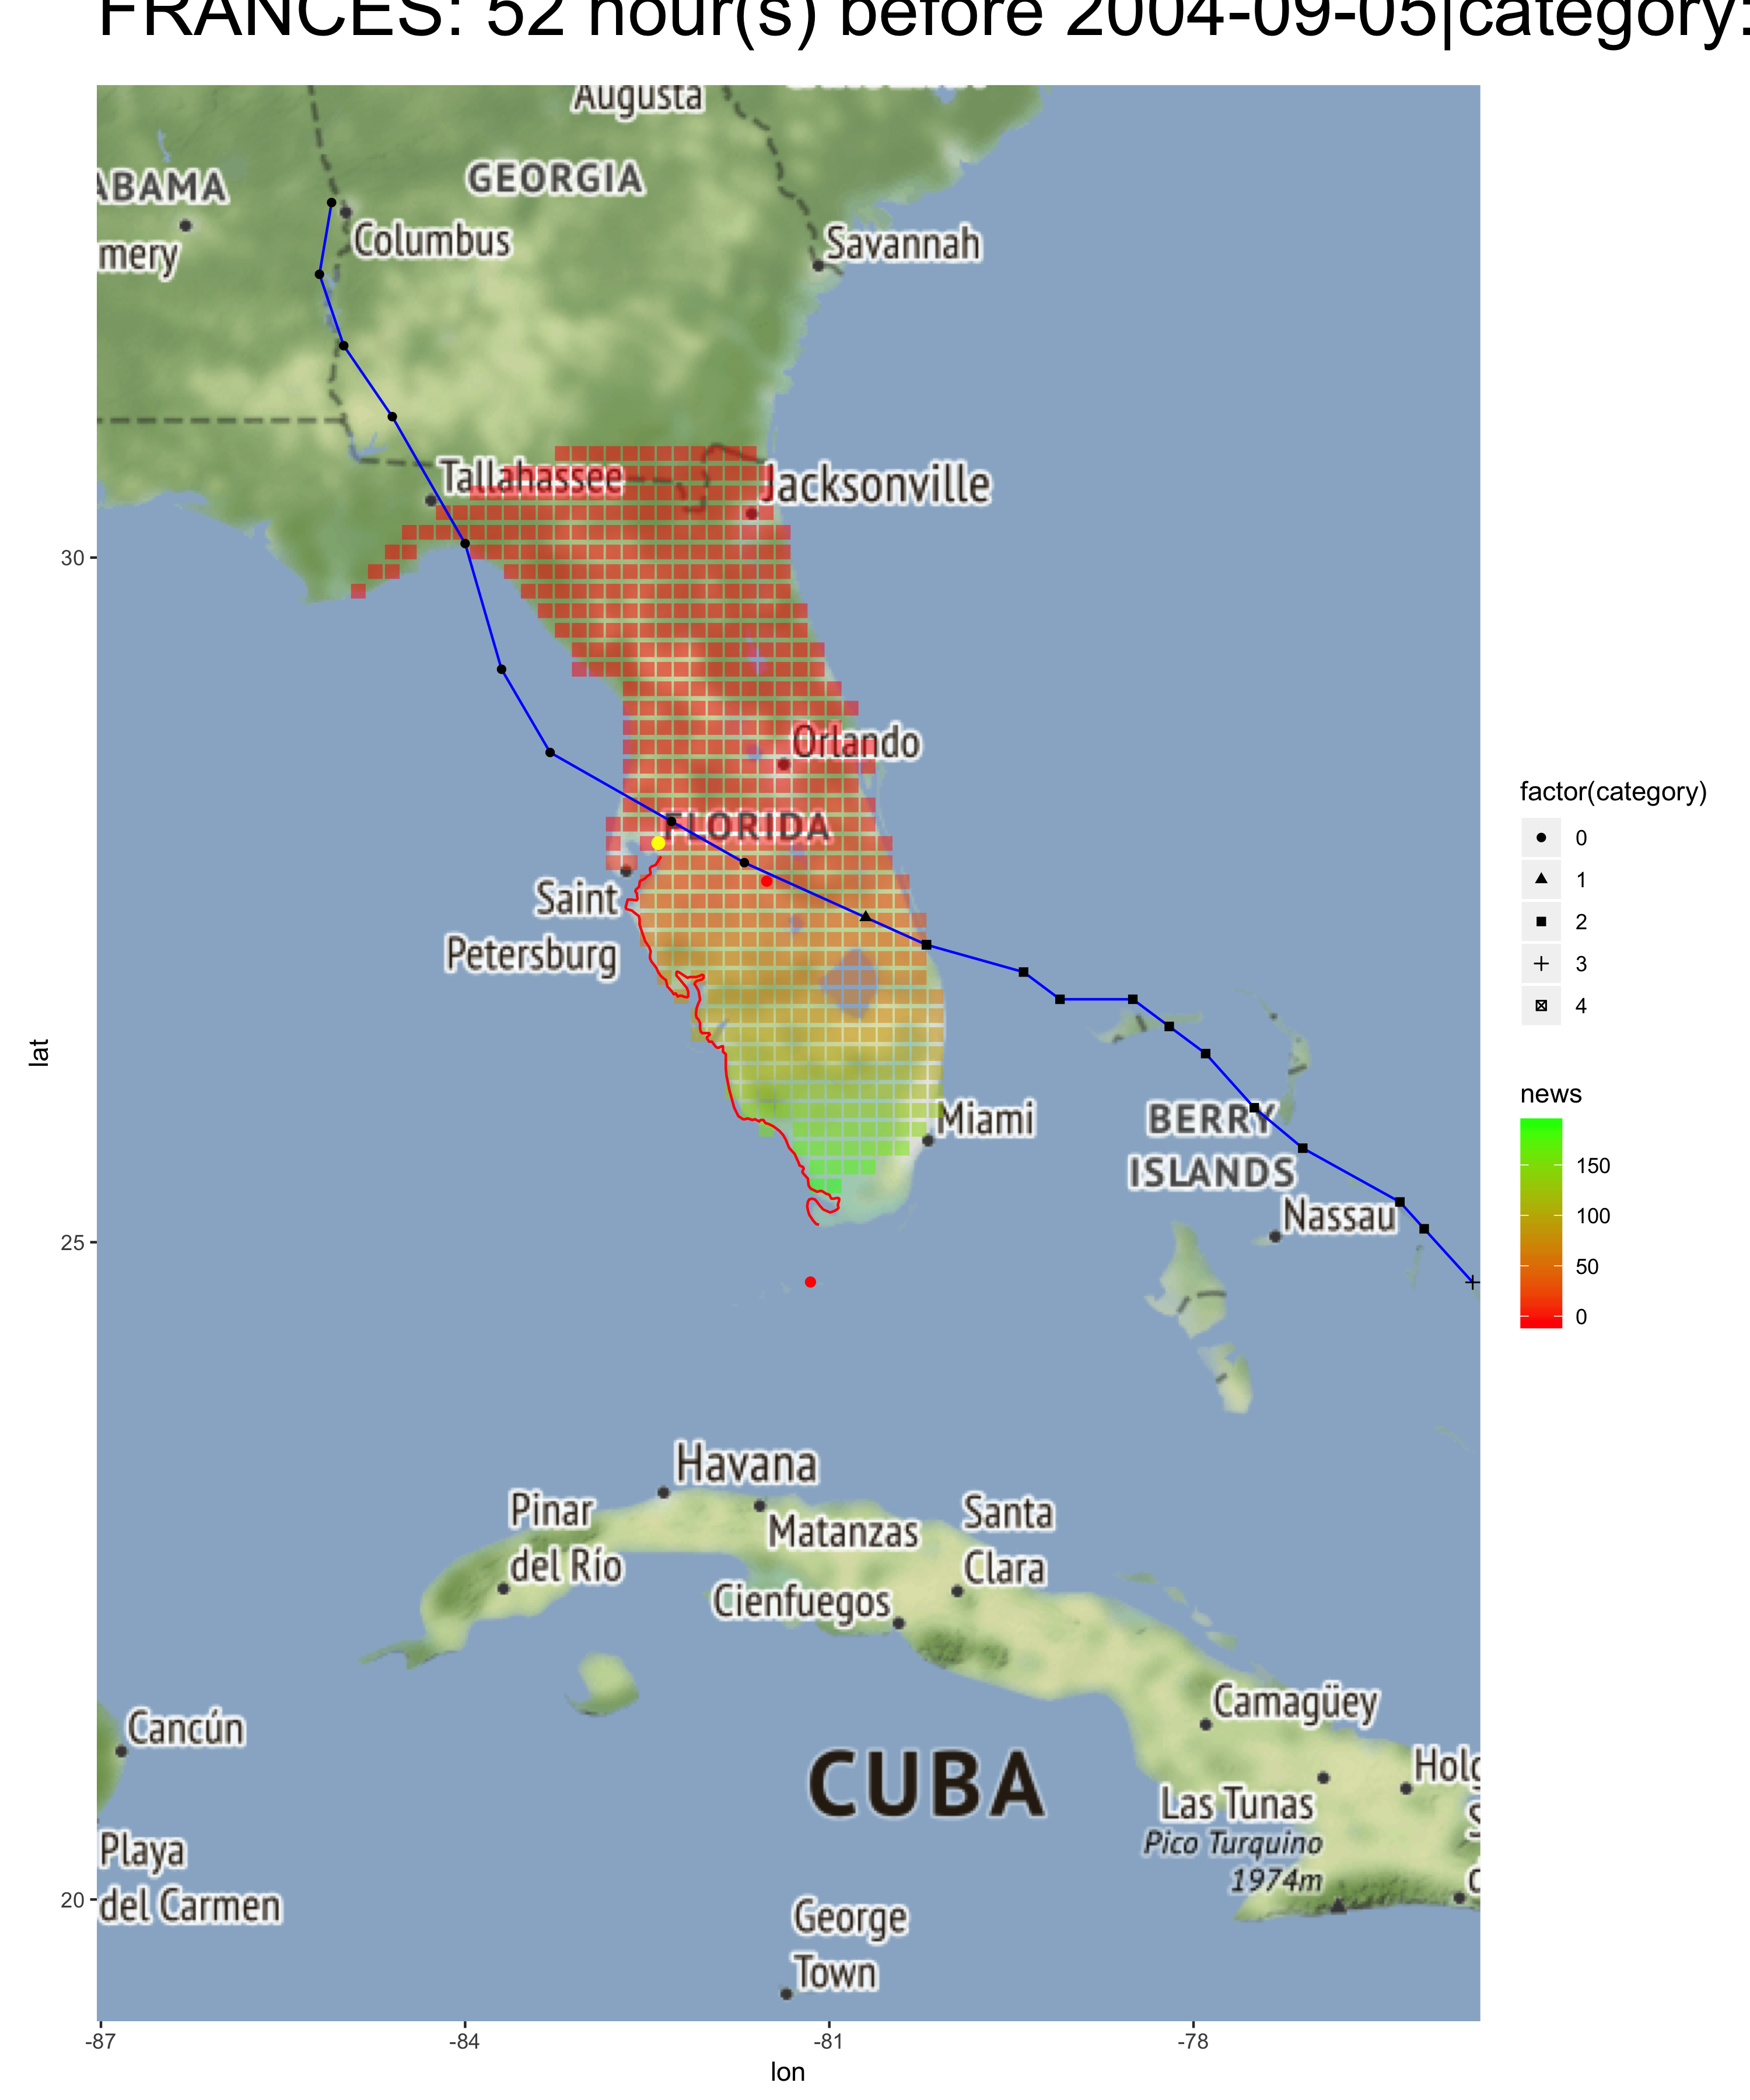 FRANCES: 52 hour(s) before 2004-09-05|category:
Augusta
ABAMA
GEORGIA
mery
Columbus
Savannah
Tallahassee
Jacksonville
30
Orlando
FLORIDA
Saint
Petersburg
Miami
BERRY
ISLANDS
Nassau
25
Havana
Pinar
del Río
Matanzas
Santa
Clara
Cienfuegos
Camagüey
Cancún
CUBA
Holg
Las Tunas
Pico Turquino
1974m
Playa
del Carmen
20
George
Town
-87
-84
-81
-78
lon
lat
factor(category)
0
1
2
3
4
news
150
100
50
0